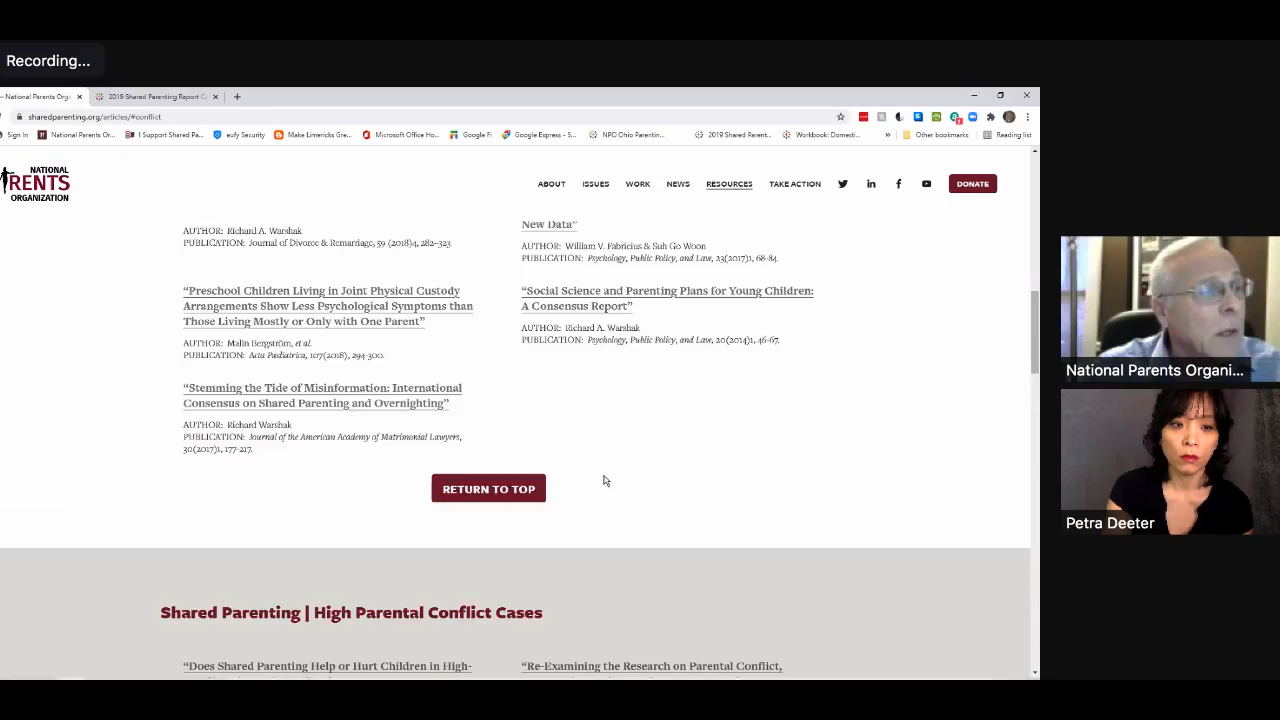 Recording...
National Parents Orga
2019 Shared Parenting Report C
sharedparenting.org/articles/#conflict
Sign In
National Parents Or...
I Support Shared Pa...
eufy Security
Make Limericks Gre...
Microsoft Office Ho...
Google Fi
Google Express - S...
NPO Ohio Parentin...
2019 Shared Parent...
Workbook: Domesti...
»
Other bookmarks
Reading list
NATIONAL
RENTS
ORGANIZATION
ABOUT
ISSUES
WORK
NEWS
RESOURCES
TAKE ACTION
DONATE
AUTHOR: Richard A. Warshak
PUBLICATION: Journal of Divorce & Remarriage, 59 (2018)4, 282–323
“Preschool Children Living in Joint Physical Custody
Arrangements Show Less Psychological Symptoms than
Those Living Mostly or Only with One Parent”
AUTHOR: Malin Bergström, et al.
PUBLICATION: Acta Pædiatrica, 107(2018), 294-300.
“Stemming the Tide of Misinformation: International
Consensus on Shared Parenting and Overnighting”
AUTHOR: Richard Warshak
PUBLICATION: Journal of the American Academy of Matrimonial Lawyers,
30(2017)1, 177-217.
New Data”
AUTHOR: William V. Fabricius & Suh Go Woon
PUBLICATION: Psychology, Public Policy, and Law, 23(2017)1, 68-84.
“Social Science and Parenting Plans for Young Children:
A Consensus Report”
AUTHOR: Richard A. Warshak
PUBLICATION: Psychology, Public Policy, and Law, 20(2014)1, 46-67.
RETURN TO TOP
Shared Parenting | High Parental Conflict Cases
“Does Shared Parenting Help or Hurt Children in High-
“Re-Examining the Research on Parental Conflict,
National Parents Organi...
Petra Deeter